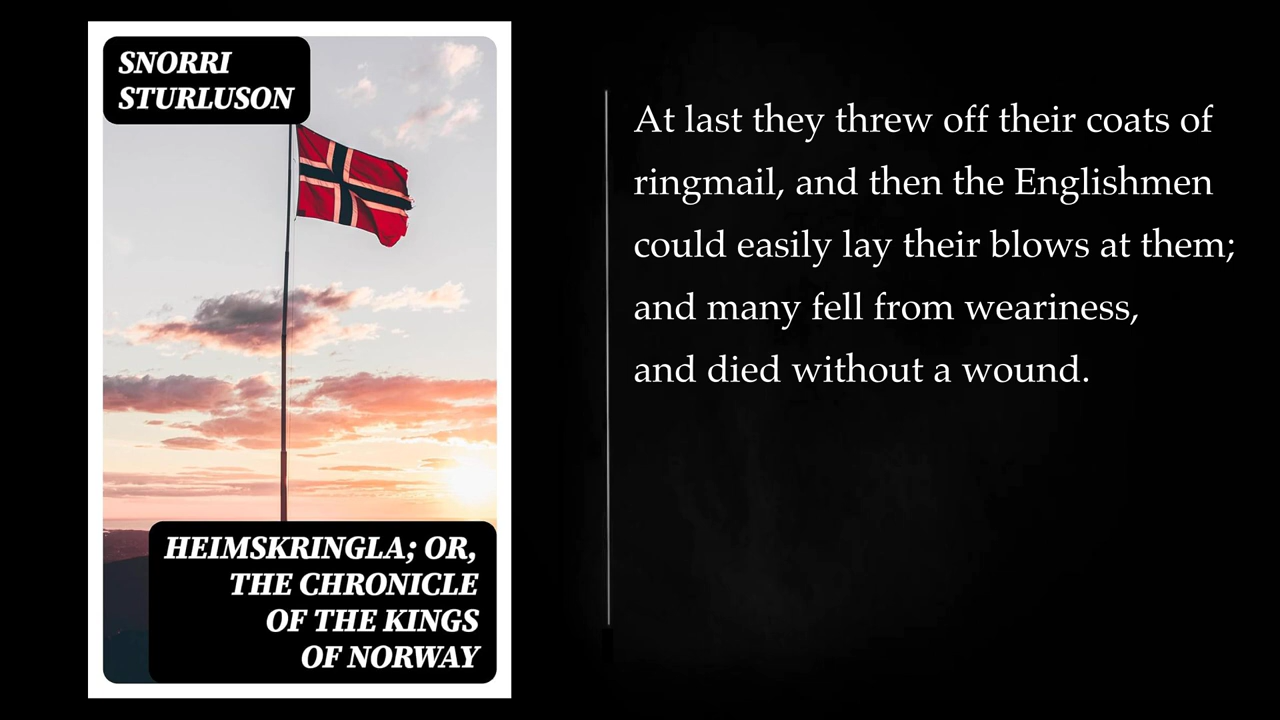 SNORRI
STURLUSON
HEIMSKRINGLA; OR,
THE CHRONICLE
OF THE KINGS
OF NORWAY
At last they threw off their coats of
ringmail, and then the Englishmen
could easily lay their blows at them;
and many fell from weariness,
and died without a wound.